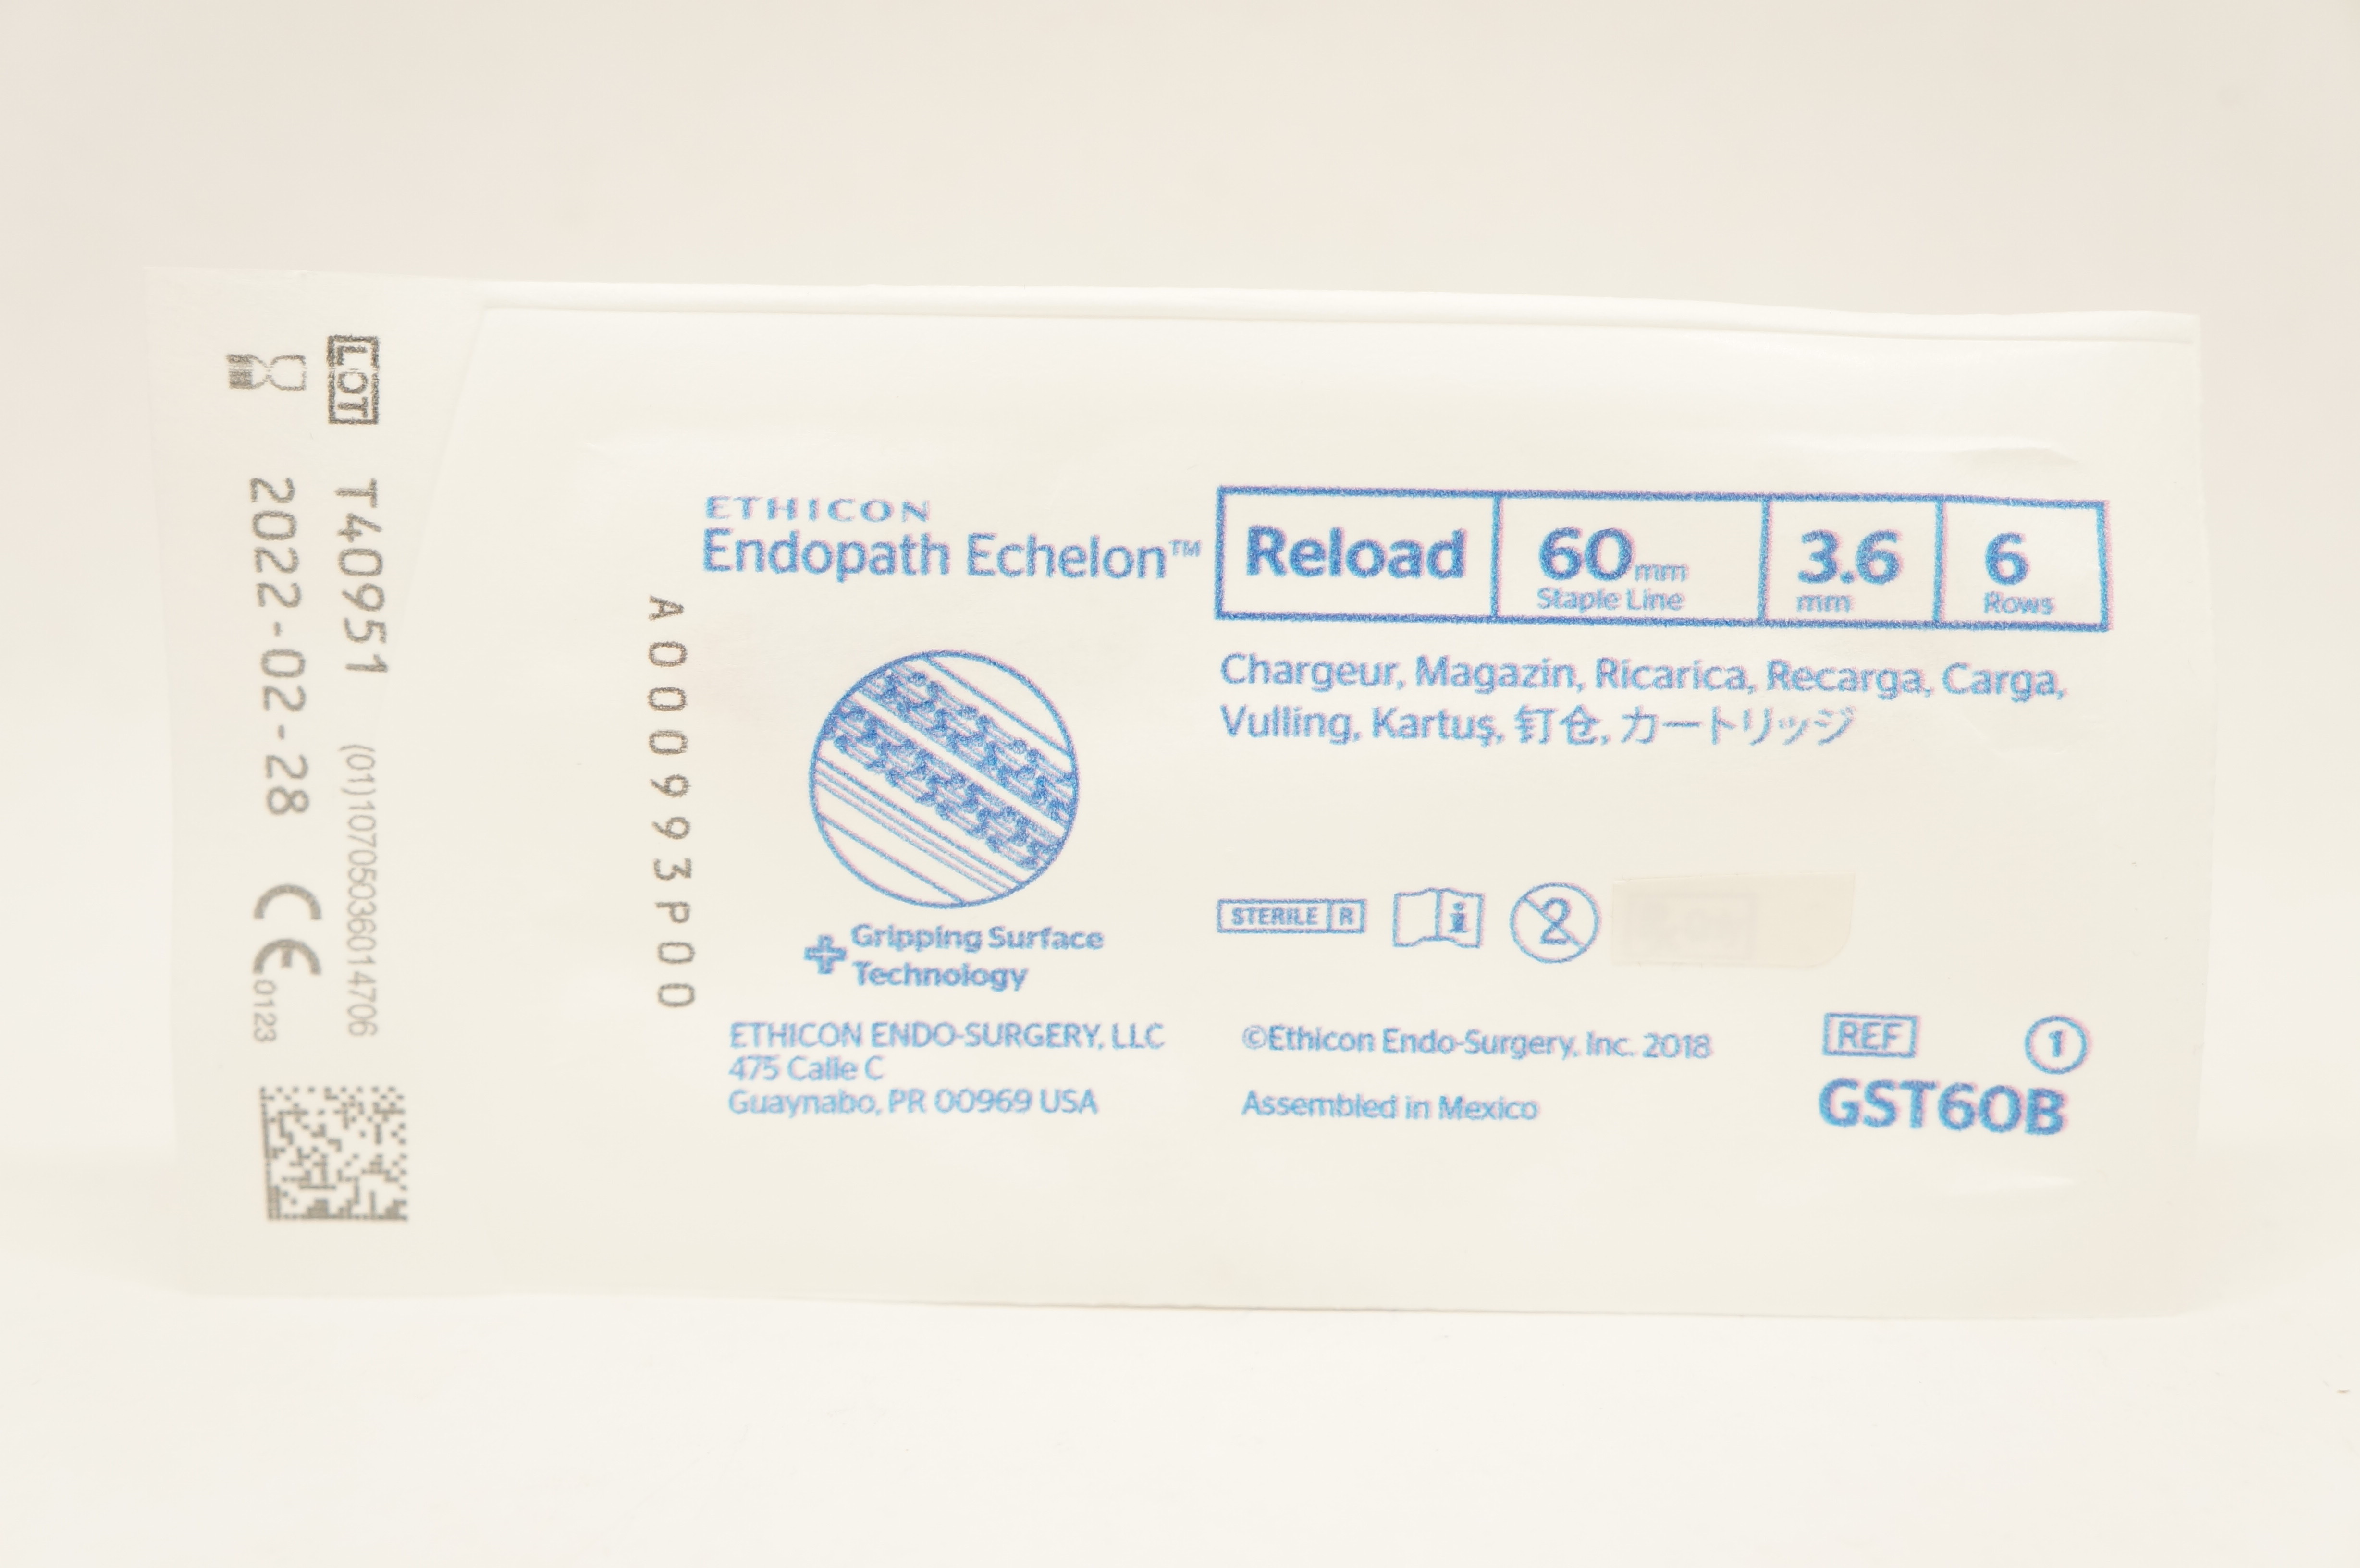 LOT T40951 (01)10705036014706
2022-02-28 CE 0123
A000993P00
ETHICON
Endopath Echelon™
Reload
60mm
Staple Line
3.6
mm
6
Rows
Chargeur, Magazin, Ricarica, Recarga, Carga,
Vulling, Kartuş, 钉仓, カートリッジ
Gripping Surface
Technology
STERILE R
i
2
ETHICON ENDO-SURGERY, LLC
475 Calle C
Guaynabo, PR 00969 USA
©Ethicon Endo-Surgery, Inc. 2018
Assembled in Mexico
REF
1
GST60B